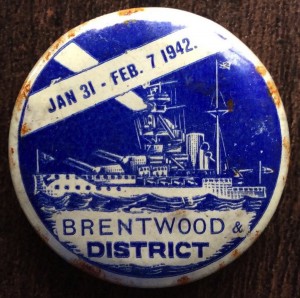 JAN 31 - FEB. 7 1942.
BRENTWOOD &
DISTRICT